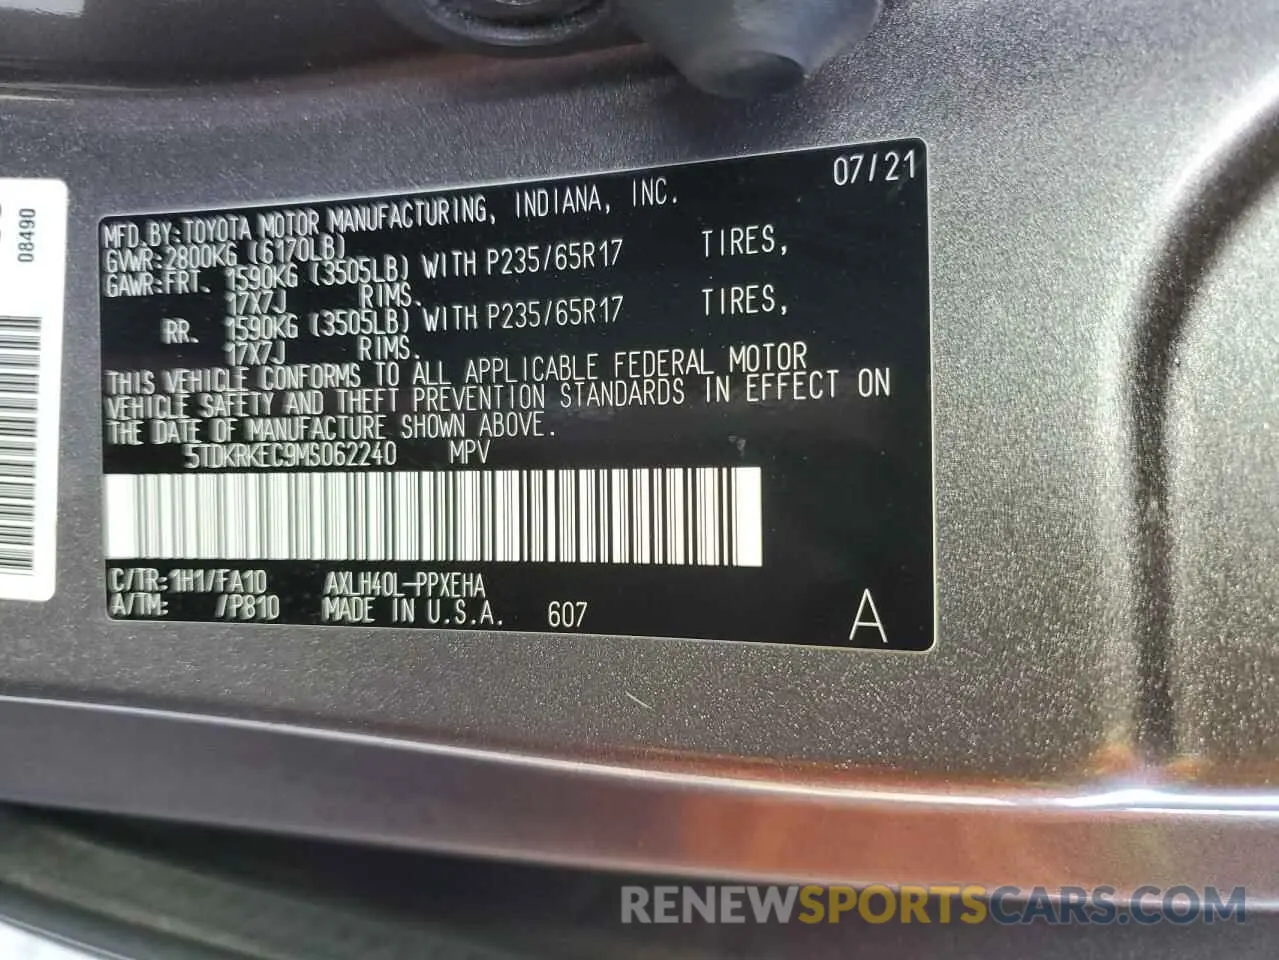 08490
07/21
MFD.BY:TOYOTA MOTOR MANUFACTURING, INDIANA, INC.
GVWR:2800KG (6170LB)
GAWR:FRT. 1590KG (3505LB) WITH P235/65R17 TIRES,
17X7J RIMS.
RR. 1590KG (3505LB) WITH P235/65R17 TIRES,
17X7J RIMS.
THIS VEHICLE CONFORMS TO ALL APPLICABLE FEDERAL MOTOR
VEHICLE SAFETY AND THEFT PREVENTION STANDARDS IN EFFECT ON
THE DATE OF MANUFACTURE SHOWN ABOVE.
5TDKRKEC9MS062240 MPV
C/TR:1H1/FA10 AXLH40L-PPXEHA
A/TM: /P810 MADE IN U.S.A. 607
A
RENEWSPORTSCARS.COM